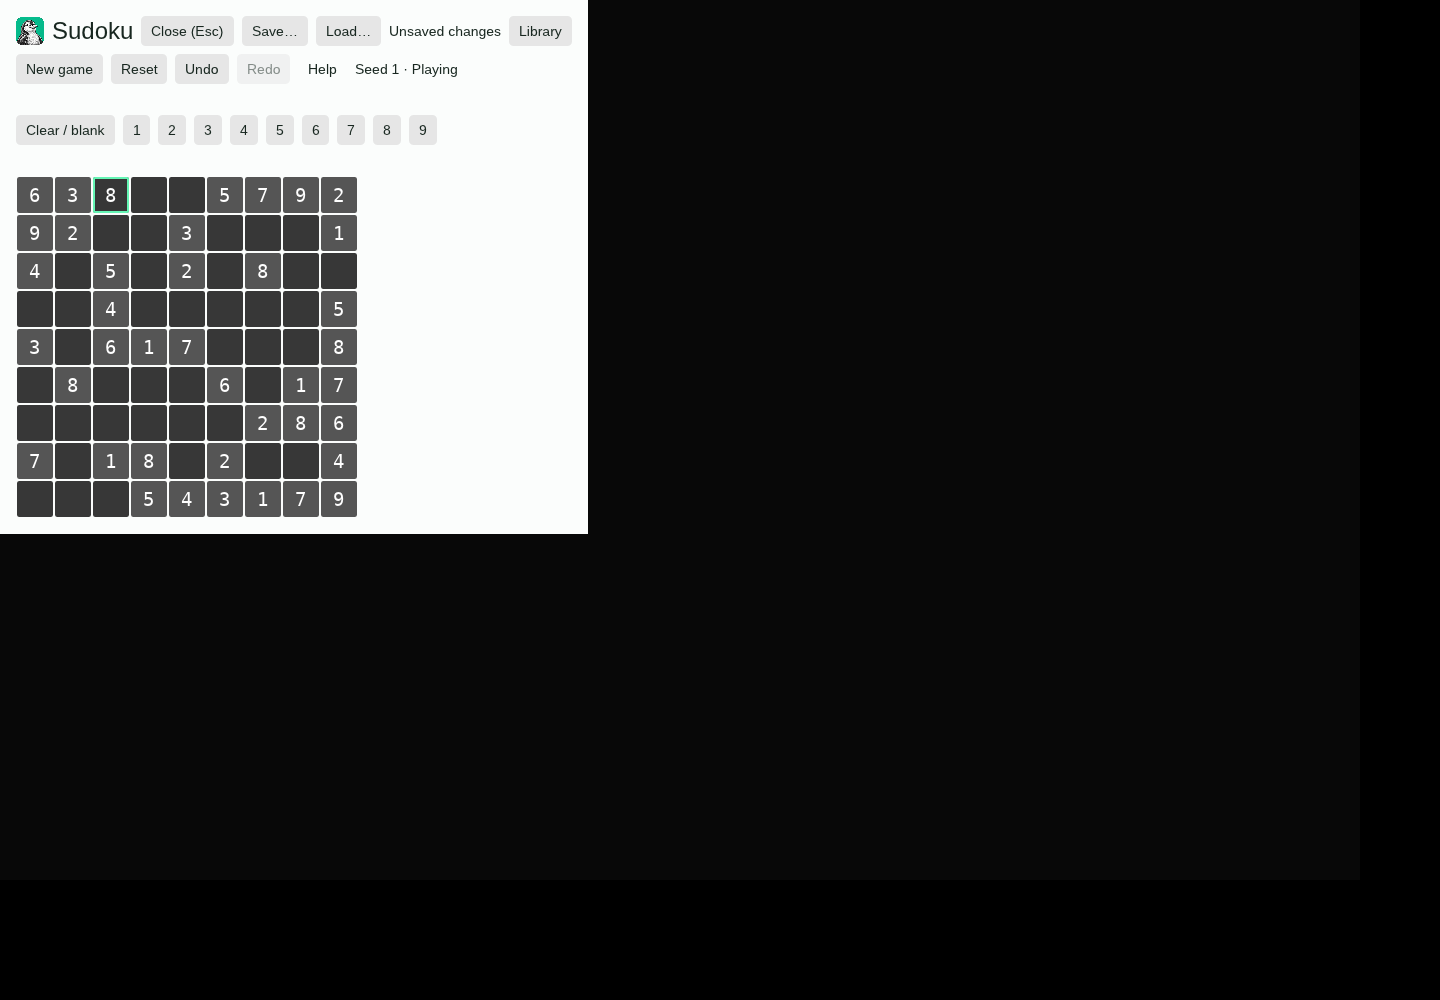 Sudoku Close (Esc) Save… Load… Unsaved changes Library
New game Reset Undo Redo Help Seed 1 · Playing
Clear / blank 1 2 3 4 5 6 7 8 9
6 3 8 5 7 9 2
9 2 3 1
4 5 2 8
4 5
3 6 1 7 8
8 6 1 7
2 8 6
7 1 8 2 4
5 4 3 1 7 9